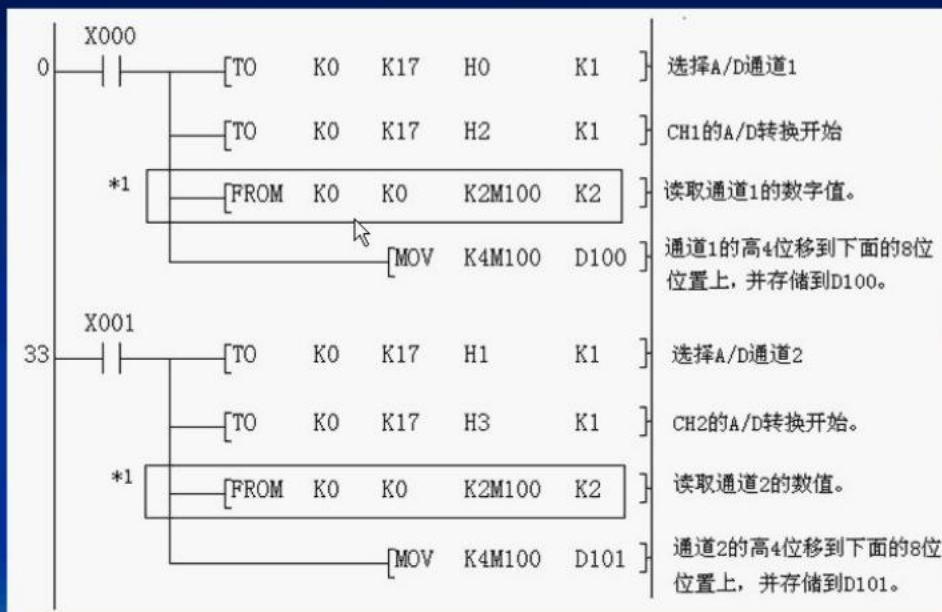 X000
0 [TO K0 K17 H0 K1 ] 选择A/D通道1
[TO K0 K17 H2 K1 ] CH1的A/D转换开始
*1 [FROM K0 K0 K2M100 K2 ] 读取通道1的数字值。
[MOV K4M100 D100 ] 通道1的高4位移到下面的8位
位置上，并存储到D100。
X001
33 [TO K0 K17 H1 K1 ] 选择A/D通道2
[TO K0 K17 H3 K1 ] CH2的A/D转换开始。
*1 [FROM K0 K0 K2M100 K2 ] 读取通道2的数值。
[MOV K4M100 D101 ] 通道2的高4位移到下面的8位
位置上，并存储到D101。